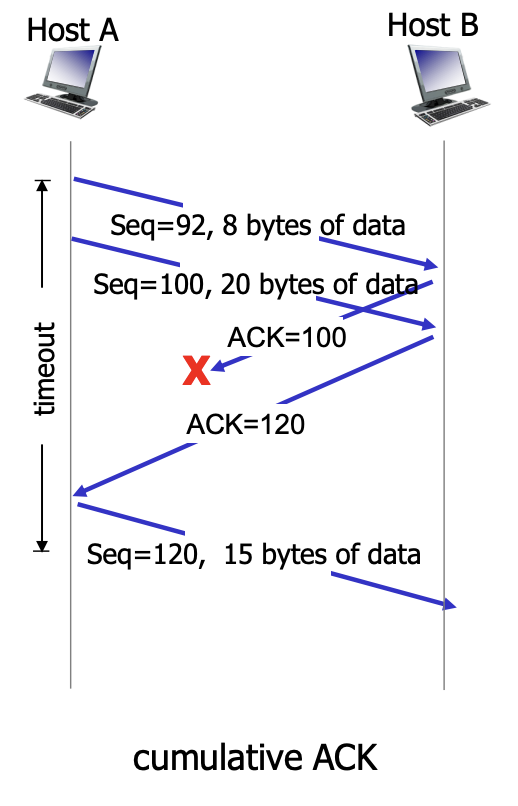 Host A
Host B
Seq=92, 8 bytes of data
Seq=100, 20 bytes of data
ACK=100
X
timeout
ACK=120
Seq=120,  15 bytes of data
cumulative ACK